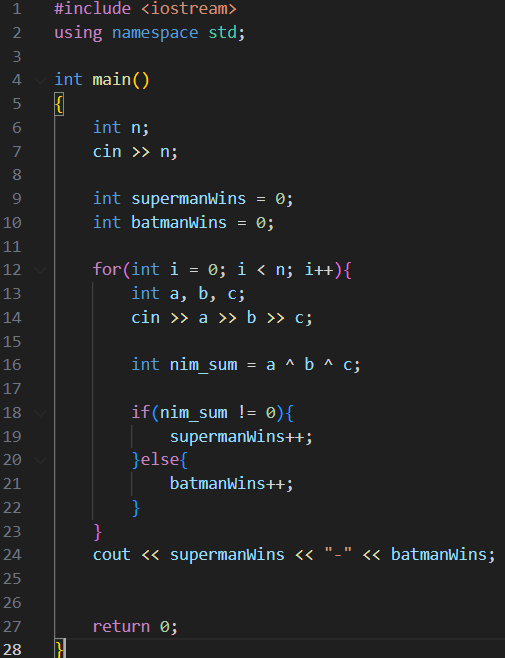 1 #include <iostream>
2 using namespace std;
3
4 int main()
5 {
6     int n;
7     cin >> n;
8
9     int supermanWins = 0;
10     int batmanWins = 0;
11
12     for(int i = 0; i < n; i++){
13         int a, b, c;
14         cin >> a >> b >> c;
15
16         int nim_sum = a ^ b ^ c;
17
18         if(nim_sum != 0){
19             supermanWins++;
20         }else{
21             batmanWins++;
22         }
23     }
24     cout << supermanWins << "-" << batmanWins;
25
26
27     return 0;
28 }